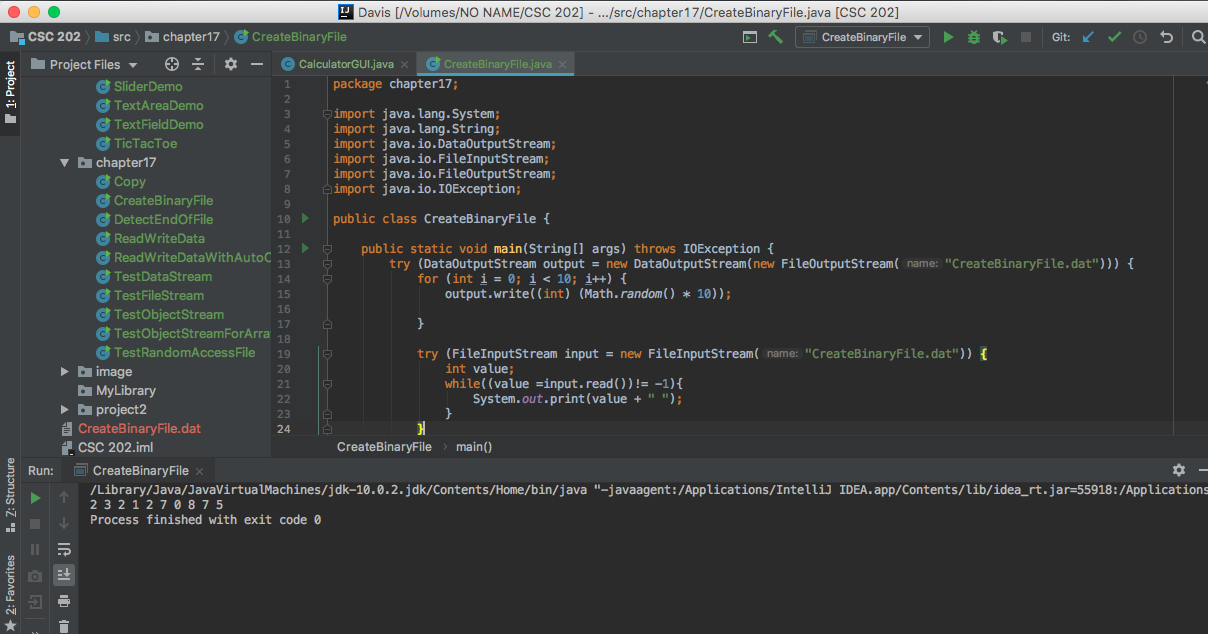 Davis [/Volumes/NO NAME/CSC 202] - .../src/chapter17/CreateBinaryFile.java [CSC 202]
CSC 202 src chapter17 CreateBinaryFile CreateBinaryFile Git:
1: Project
Project Files
CalculatorGUI.java CreateBinaryFile.java
SliderDemo
TextAreaDemo
TextFieldDemo
TicTacToe
chapter17
Copy
CreateBinaryFile
DetectEndOfFile
ReadWriteData
ReadWriteDataWithAutoC
TestDataStream
TestFileStream
TestObjectStream
TestObjectStreamForArra
TestRandomAccessFile
image
MyLibrary
project2
CreateBinaryFile.dat
CSC 202.iml
1 package chapter17;
2
3 import java.lang.System;
4 import java.lang.String;
5 import java.io.DataOutputStream;
6 import java.io.FileInputStream;
7 import java.io.FileOutputStream;
8 import java.io.IOException;
9
10 public class CreateBinaryFile {
11
12 public static void main(String[] args) throws IOException {
13 try (DataOutputStream output = new DataOutputStream(new FileOutputStream( name: "CreateBinaryFile.dat"))) {
14 for (int i = 0; i < 10; i++) {
15 output.write((int) (Math.random() * 10));
16
17 }
18
19 try (FileInputStream input = new FileInputStream( name: "CreateBinaryFile.dat")) {
20 int value;
21 while((value =input.read())!= -1){
22 System.out.print(value + " ");
23 }
24 }
CreateBinaryFile main()
7: Structure
2: Favorites
Run: CreateBinaryFile
/Library/Java/JavaVirtualMachines/jdk-10.0.2.jdk/Contents/Home/bin/java "-javaagent:/Applications/IntelliJ IDEA.app/Contents/lib/idea_rt.jar=55918:/Applications
2 3 2 1 2 7 0 8 7 5
Process finished with exit code 0